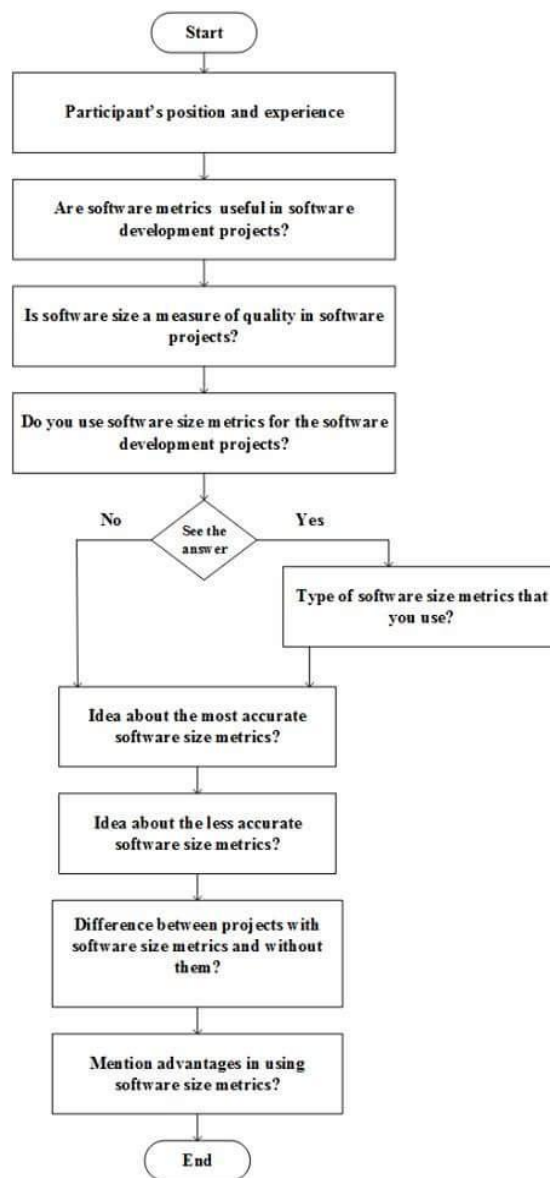 Start
Participant's position and experience
Are software metrics useful in software
development projects?
Is software size a measure of quality in software
projects?
Do you use software size metrics for the software
development projects?
No
See the
answer
Yes
Type of software size metrics that
you use?
Idea about the most accurate
software size metrics?
Idea about the less accurate
software size metrics?
Difference between projects with
software size metrics and without
them?
Mention advantages in using
software size metrics?
End